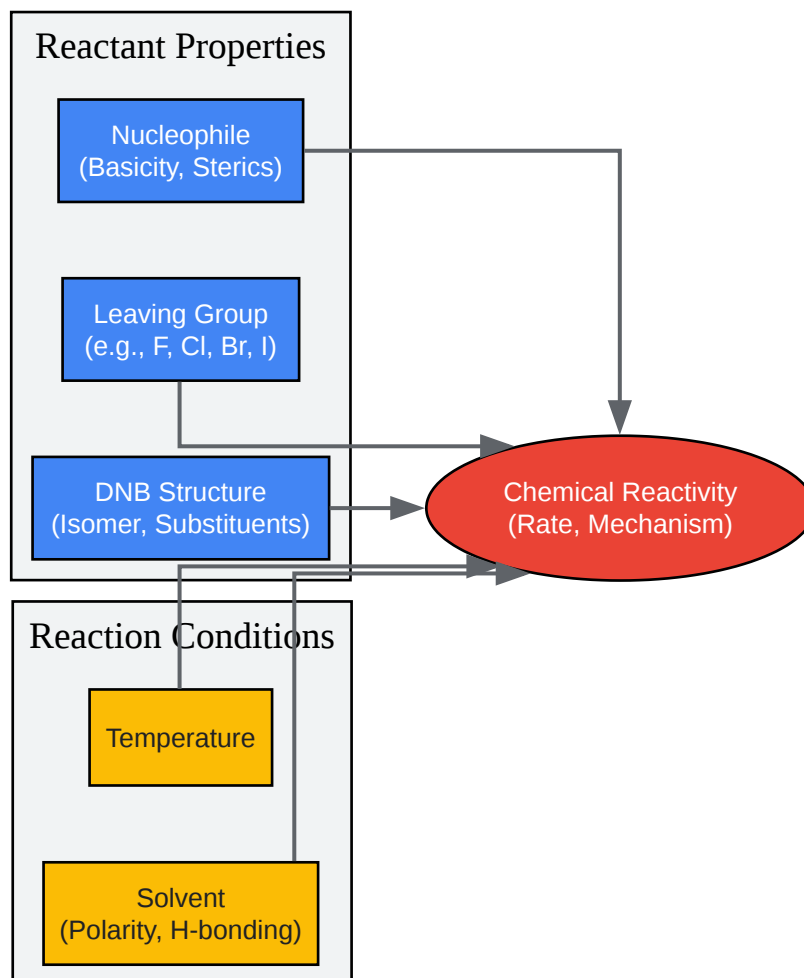 Reactant Properties
Nucleophile
(Basicity, Sterics)
Leaving Group
(e.g., F, Cl, Br, I)
DNB Structure
(Isomer, Substituents)
Chemical Reactivity
(Rate, Mechanism)
Reaction Conditions
Temperature
Solvent
(Polarity, H-bonding)